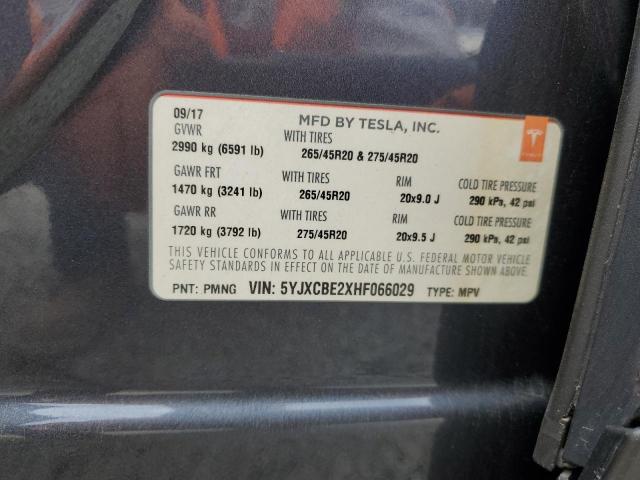 09/17
MFD BY TESLA, INC.
GVWR WITH TIRES
2990 kg (6591 lb) 265/45R20 & 275/45R20
GAWR FRT WITH TIRES RIM COLD TIRE PRESSURE
1470 kg (3241 lb) 265/45R20 20x9.0 J 290 kPa, 42 psi
GAWR RR WITH TIRES RIM COLD TIRE PRESSURE
1720 kg (3792 lb) 275/45R20 20x9.5 J 290 kPa, 42 psi
THIS VEHICLE CONFORMS TO ALL APPLICABLE U.S. FEDERAL MOTOR VEHICLE
SAFETY STANDARDS IN EFFECT ON THE DATE OF MANUFACTURE SHOWN ABOVE.
PNT: PMNG VIN: 5YJXCBE2XHF066029 TYPE: MPV